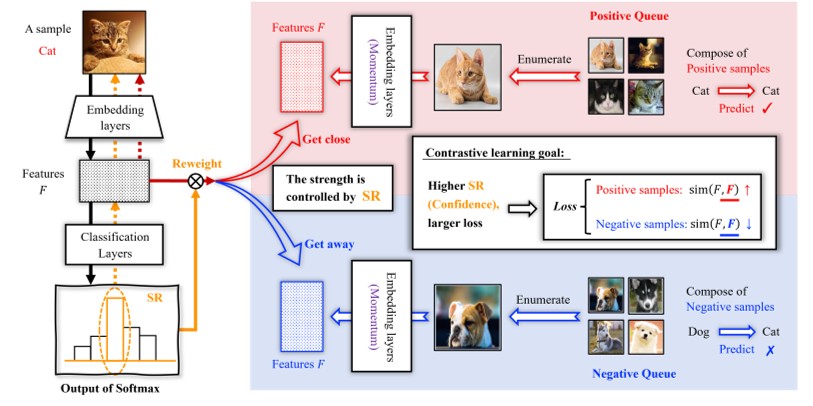 A sample
Cat
Embedding
layers
Features
F
Classification
Layers
SR
Output of Softmax
Reweight
Features F
Embedding layers
(Momentum)
Enumerate
Positive Queue
Compose of
Positive samples
Cat Cat
Predict ✓
Get close
The strength is
controlled by SR
Contrastive learning goal:
Higher SR
(Confidence),
larger loss
Loss
Positive samples: sim(F, F) ↑
Negative samples: sim(F, F) ↓
Get away
Features F
Embedding layers
(Momentum)
Enumerate
Compose of
Negative samples
Dog Cat
Predict ✗
Negative Queue